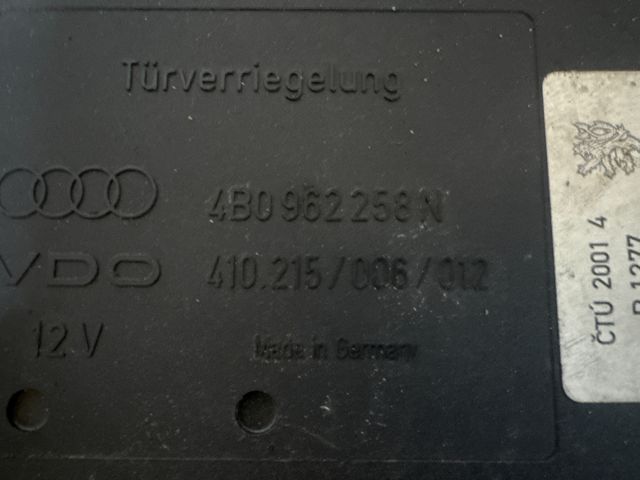 Türverriegelung
4B0 962 258 N
VDO
410.215/006/012
12 V
Made in Germany
ČTÚ 2001 4